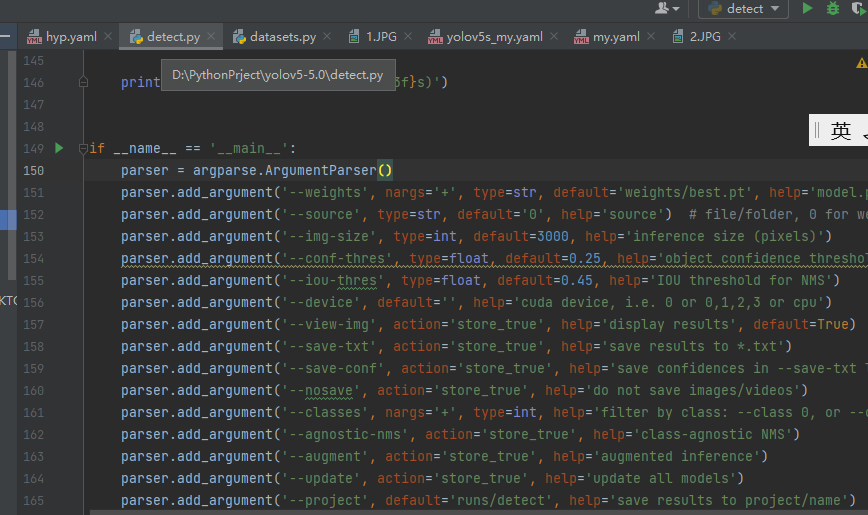 detect
hyp.yaml detect.py datasets.py 1.JPG yolov5s_my.yaml my.yaml 2.JPG
145
D:\PythonPrject\yolov5-5.0\detect.py
146 print f}s)')
147
148
英
149 if __name__ == '__main__':
150 parser = argparse.ArgumentParser()
151 parser.add_argument('--weights', nargs='+', type=str, default='weights/best.pt', help='model.p
152 parser.add_argument('--source', type=str, default='0', help='source') # file/folder, 0 for we
153 parser.add_argument('--img-size', type=int, default=3000, help='inference size (pixels)')
154 parser.add_argument('--conf-thres', type=float, default=0.25, help='object confidence threshol
155 parser.add_argument('--iou-thres', type=float, default=0.45, help='IOU threshold for NMS')
156 parser.add_argument('--device', default='', help='cuda device, i.e. 0 or 0,1,2,3 or cpu')
157 parser.add_argument('--view-img', action='store_true', help='display results', default=True)
158 parser.add_argument('--save-txt', action='store_true', help='save results to *.txt')
159 parser.add_argument('--save-conf', action='store_true', help='save confidences in --save-txt l
160 parser.add_argument('--nosave', action='store_true', help='do not save images/videos')
161 parser.add_argument('--classes', nargs='+', type=int, help='filter by class: --class 0, or --c
162 parser.add_argument('--agnostic-nms', action='store_true', help='class-agnostic NMS')
163 parser.add_argument('--augment', action='store_true', help='augmented inference')
164 parser.add_argument('--update', action='store_true', help='update all models')
165 parser.add_argument('--project', default='runs/detect', help='save results to project/name')